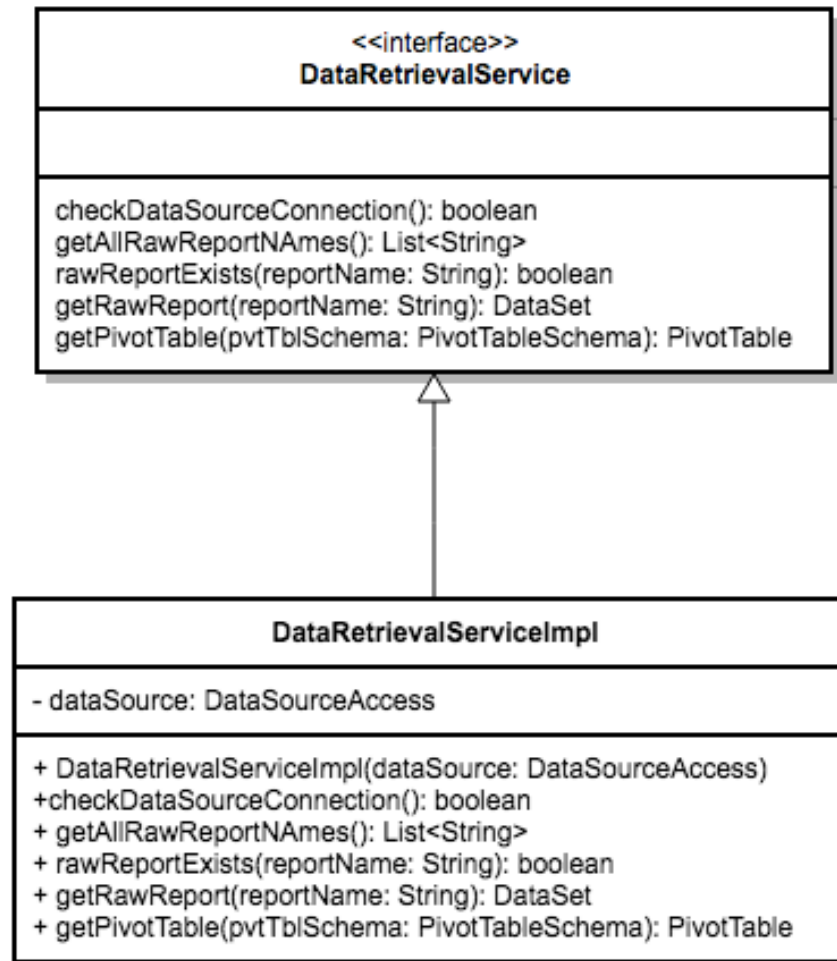 <<interface>>
DataRetrievalService
checkDataSourceConnection(): boolean
getAllRawReportNAmes(): List<String>
rawReportExists(reportName: String): boolean
getRawReport(reportName: String): DataSet
getPivotTable(pvtTblSchema: PivotTableSchema): PivotTable
DataRetrievalServiceImpl
- dataSource: DataSourceAccess
+ DataRetrievalServiceImpl(dataSource: DataSourceAccess)
+checkDataSourceConnection(): boolean
+ getAllRawReportNAmes(): List<String>
+ rawReportExists(reportName: String): boolean
+ getRawReport(reportName: String): DataSet
+ getPivotTable(pvtTblSchema: PivotTableSchema): PivotTable